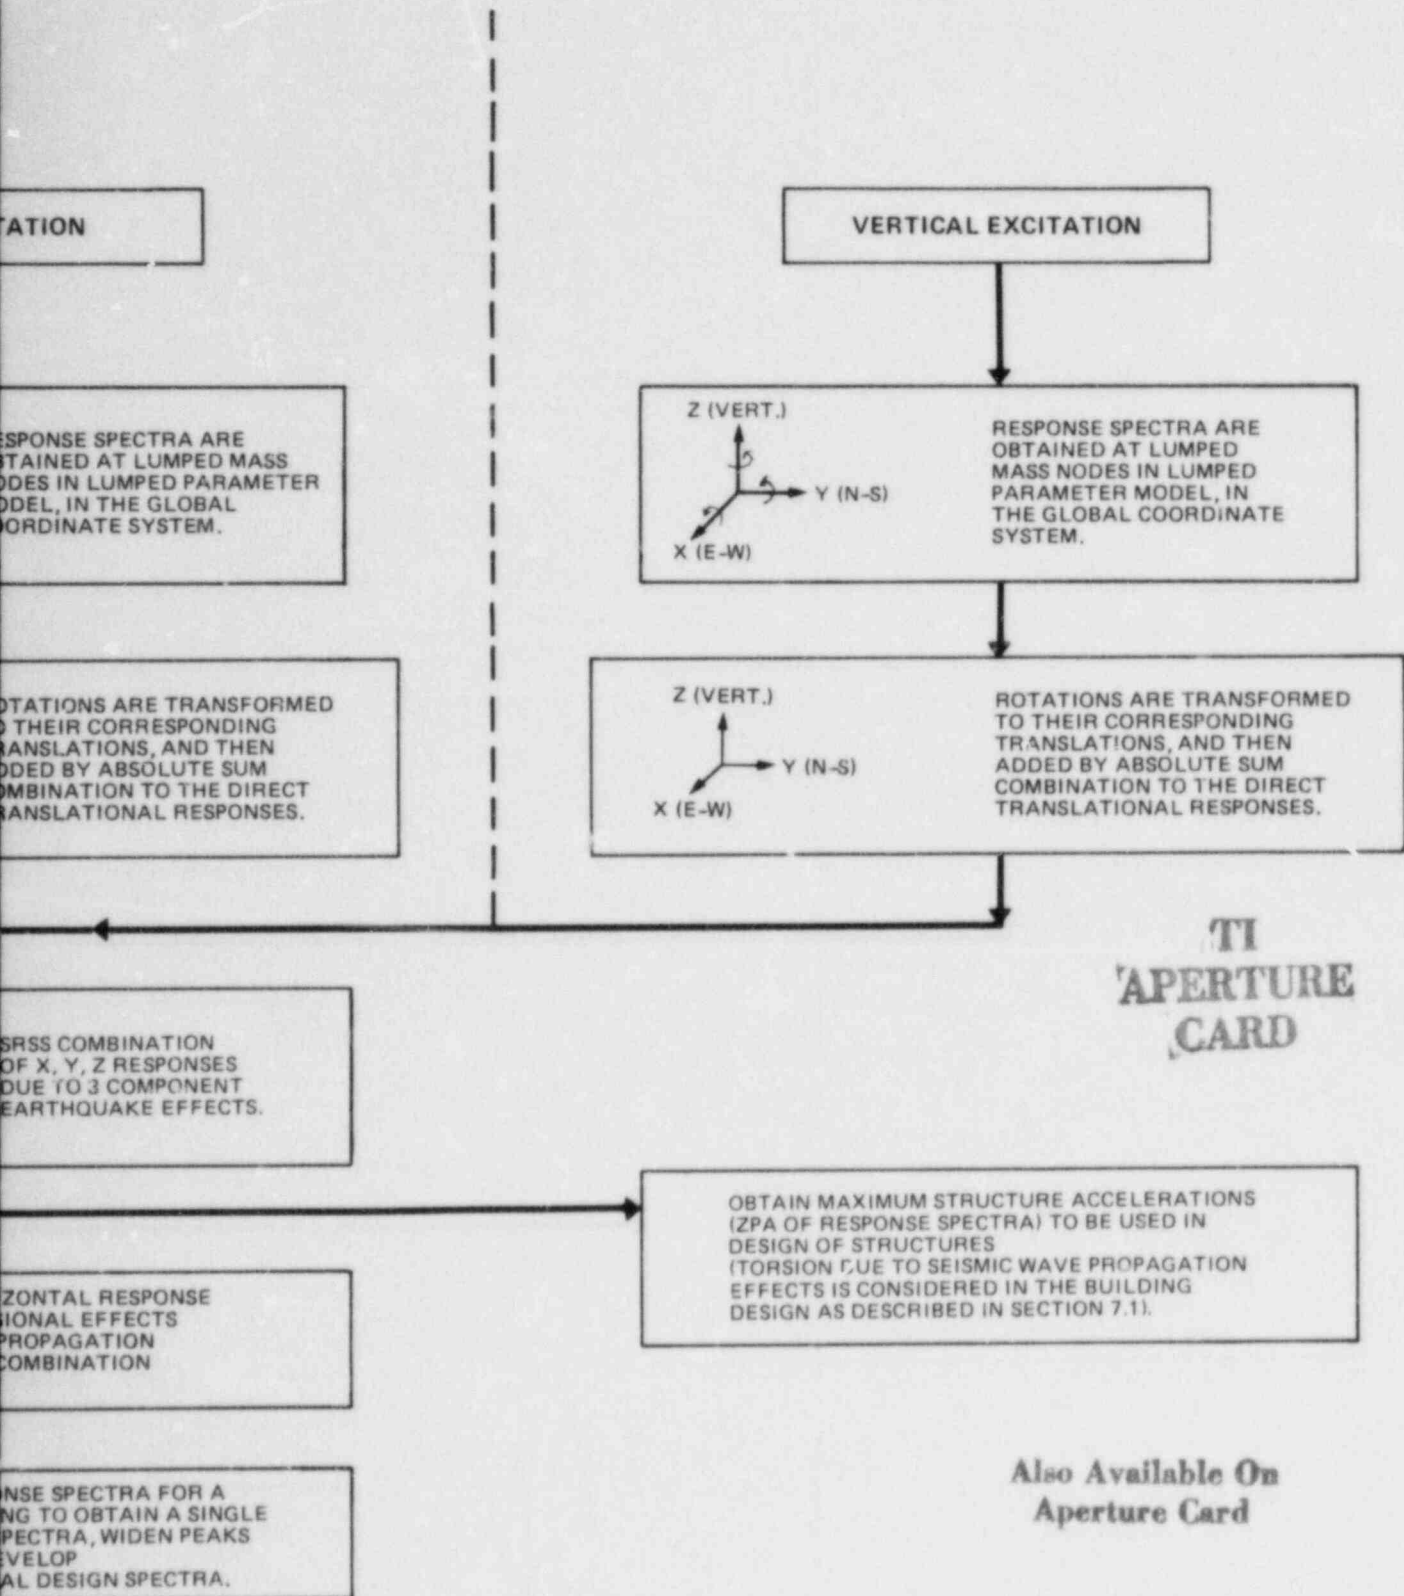 TATION
VERTICAL EXCITATION
ESPONSE SPECTRA ARE
TAINED AT LUMPED MASS
ODES IN LUMPED PARAMETER
ODEL, IN THE GLOBAL
OORDINATE SYSTEM.
Z (VERT.)
Y (N-S)
X (E-W)
RESPONSE SPECTRA ARE
OBTAINED AT LUMPED
MASS NODES IN LUMPED
PARAMETER MODEL, IN
THE GLOBAL COORDINATE
SYSTEM.
OTATIONS ARE TRANSFORMED
O THEIR CORRESPONDING
RANSLATIONS, AND THEN
DDED BY ABSOLUTE SUM
OMBINATION TO THE DIRECT
RANSLATIONAL RESPONSES.
Z (VERT.)
Y (N-S)
X (E-W)
ROTATIONS ARE TRANSFORMED
TO THEIR CORRESPONDING
TRANSLATIONS, AND THEN
ADDED BY ABSOLUTE SUM
COMBINATION TO THE DIRECT
TRANSLATIONAL RESPONSES.
TI
APERTURE
CARD
SRSS COMBINATION
OF X, Y, Z RESPONSES
DUE TO 3 COMPONENT
EARTHQUAKE EFFECTS.
OBTAIN MAXIMUM STRUCTURE ACCELERATIONS
(ZPA OF RESPONSE SPECTRA) TO BE USED IN
DESIGN OF STRUCTURES
(TORSION DUE TO SEISMIC WAVE PROPAGATION
EFFECTS IS CONSIDERED IN THE BUILDING
DESIGN AS DESCRIBED IN SECTION 7.1).
ZONTAL RESPONSE
IONAL EFFECTS
PROPAGATION
COMBINATION
NSE SPECTRA FOR A
NG TO OBTAIN A SINGLE
PECTRA, WIDEN PEAKS
EVELOP
AL DESIGN SPECTRA.
Also Available On
Aperture Card